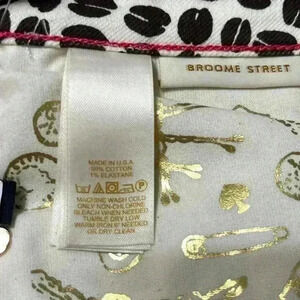 BROOME STREET
MADE IN U.S.A
99% COTTON
1% ELASTANE
MACHINE WASH COLD
ONLY NON-CHLORINE
BLEACH WHEN NEEDED
TUMBLE DRY LOW
WARM IRON IF NEEDED
OR DRY CLEAN